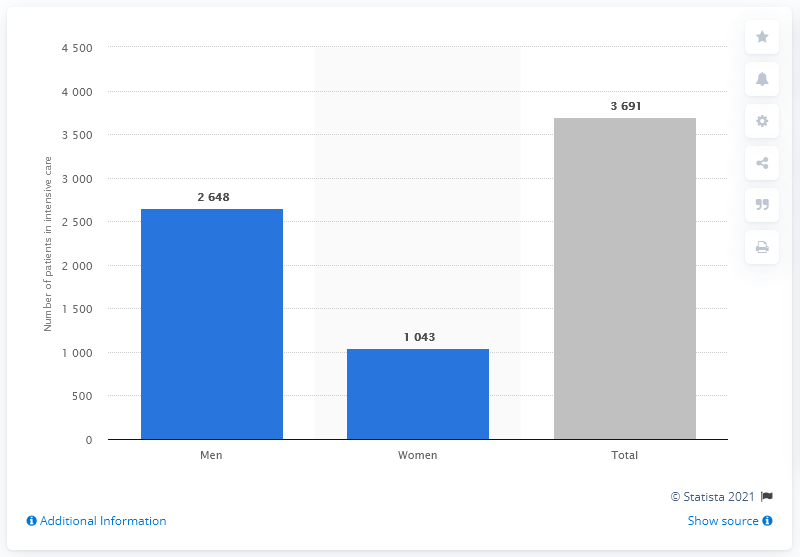 4 500
4 000
3 500
3 000
2 500
2 000
1 500
1 000
500
0
Number of patients in intensive care
2 648
1 043
3 691
Men
Women
Total
© Statista 2021
Additional Information
Show source